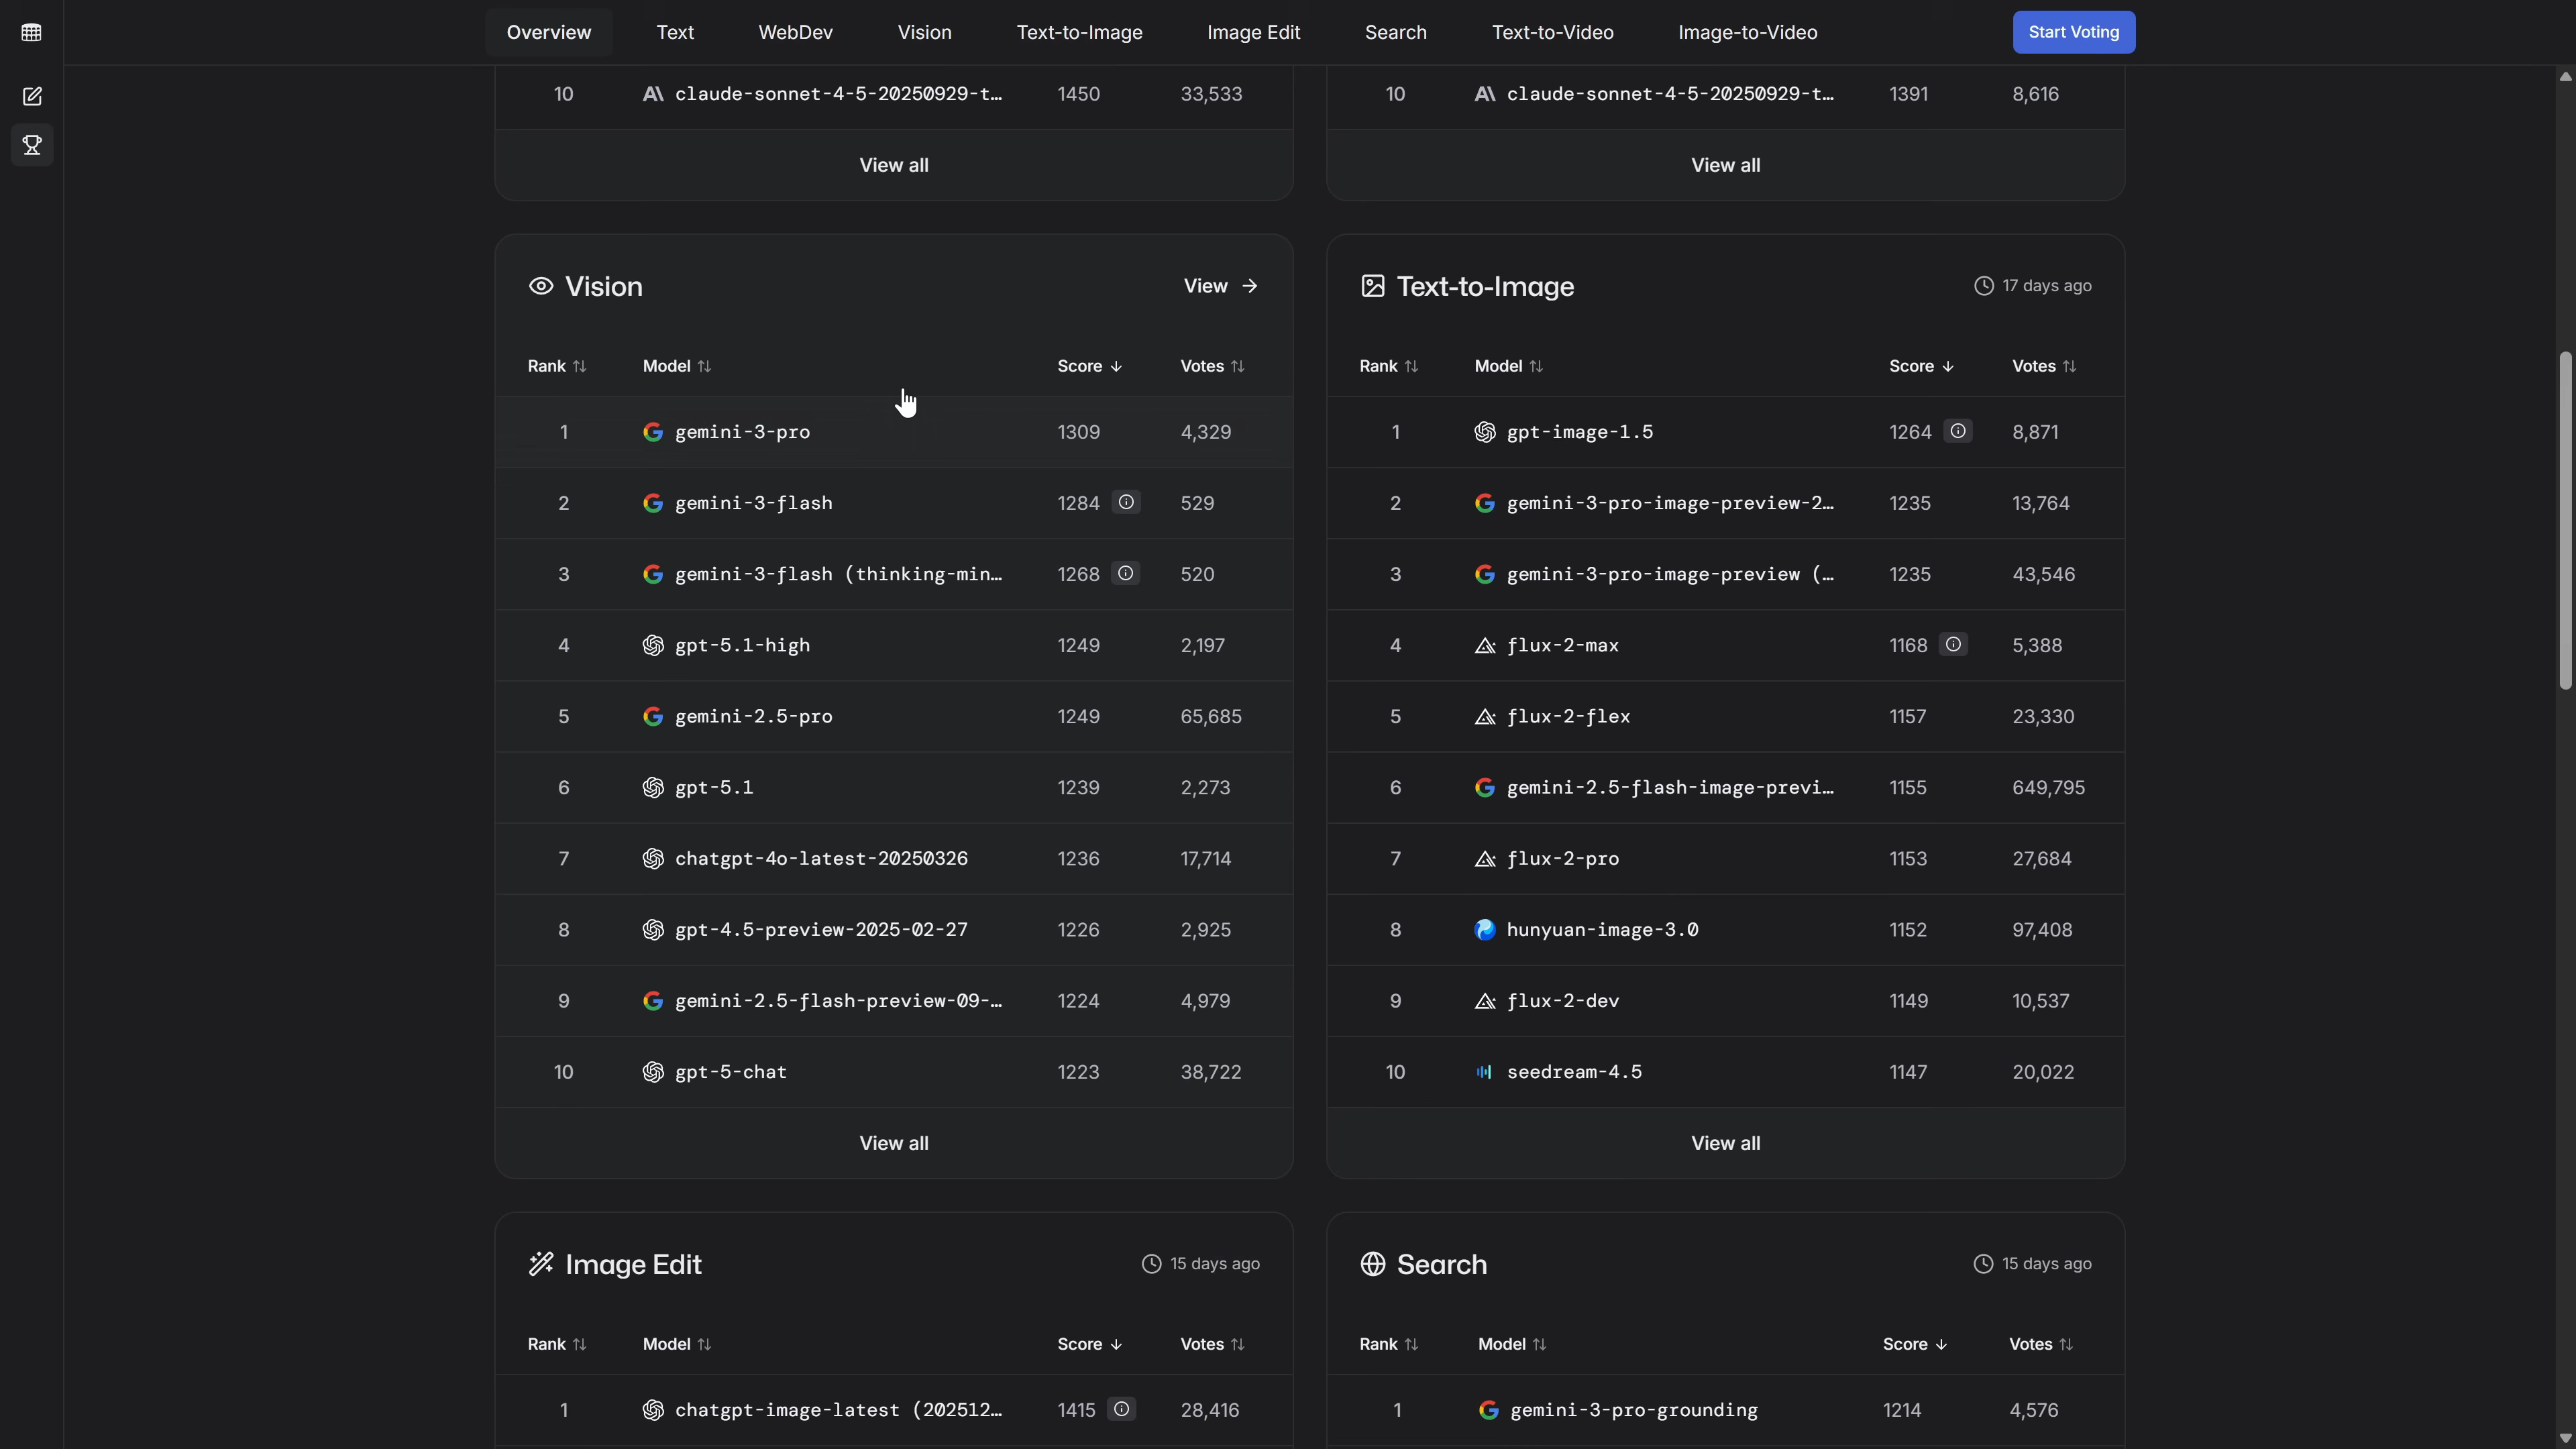 Overview Text WebDev Vision Text-to-Image Image Edit Search Text-to-Video Image-to-Video Start Voting
10 claude-sonnet-4-5-20250929-t… 1450 33,533
View all
10 claude-sonnet-4-5-20250929-t… 1391 8,616
View all
Vision View →
Rank Model Score ↓ Votes
1 gemini-3-pro 1309 4,329
2 gemini-3-flash 1284 529
3 gemini-3-flash (thinking-min… 1268 520
4 gpt-5.1-high 1249 2,197
5 gemini-2.5-pro 1249 65,685
6 gpt-5.1 1239 2,273
7 chatgpt-4o-latest-20250326 1236 17,714
8 gpt-4.5-preview-2025-02-27 1226 2,925
9 gemini-2.5-flash-preview-09-… 1224 4,979
10 gpt-5-chat 1223 38,722
View all
Text-to-Image 17 days ago
Rank Model Score ↓ Votes
1 gpt-image-1.5 1264 8,871
2 gemini-3-pro-image-preview-2… 1235 13,764
3 gemini-3-pro-image-preview (… 1235 43,546
4 flux-2-max 1168 5,388
5 flux-2-flex 1157 23,330
6 gemini-2.5-flash-image-previ… 1155 649,795
7 flux-2-pro 1153 27,684
8 hunyuan-image-3.0 1152 97,408
9 flux-2-dev 1149 10,537
10 seedream-4.5 1147 20,022
View all
Image Edit 15 days ago
Rank Model Score ↓ Votes
1 chatgpt-image-latest (202512… 1415 28,416
Search 15 days ago
Rank Model Score ↓ Votes
1 gemini-3-pro-grounding 1214 4,576